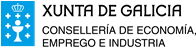 XUNTA DE GALICIA
CONSELLERÍA DE ECONOMÍA,
EMPREGO E INDUSTRIA